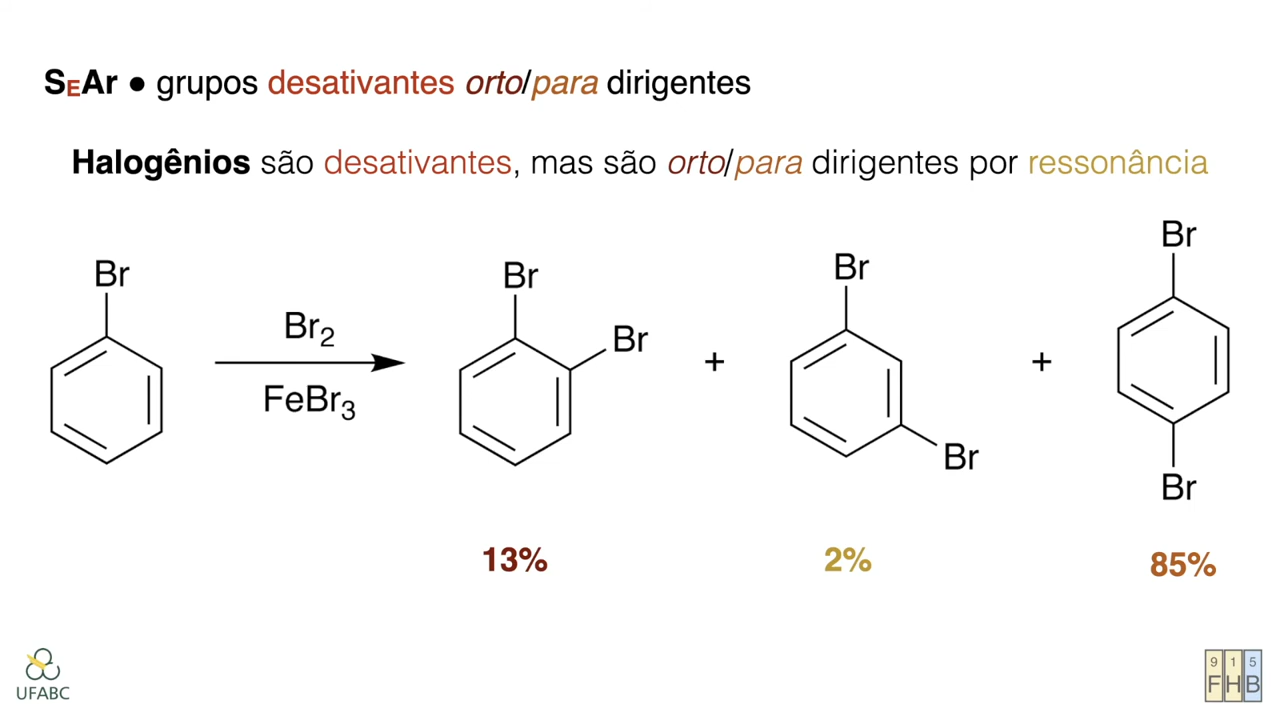 SEAr • grupos desativantes orto/para dirigentes
Halogênios são desativantes, mas são orto/para dirigentes por ressonância
Br
Br2
FeBr3
Br
Br
+
Br
Br
+
Br
Br
13%
2%
85%
UFABC
9 1 5
F H B